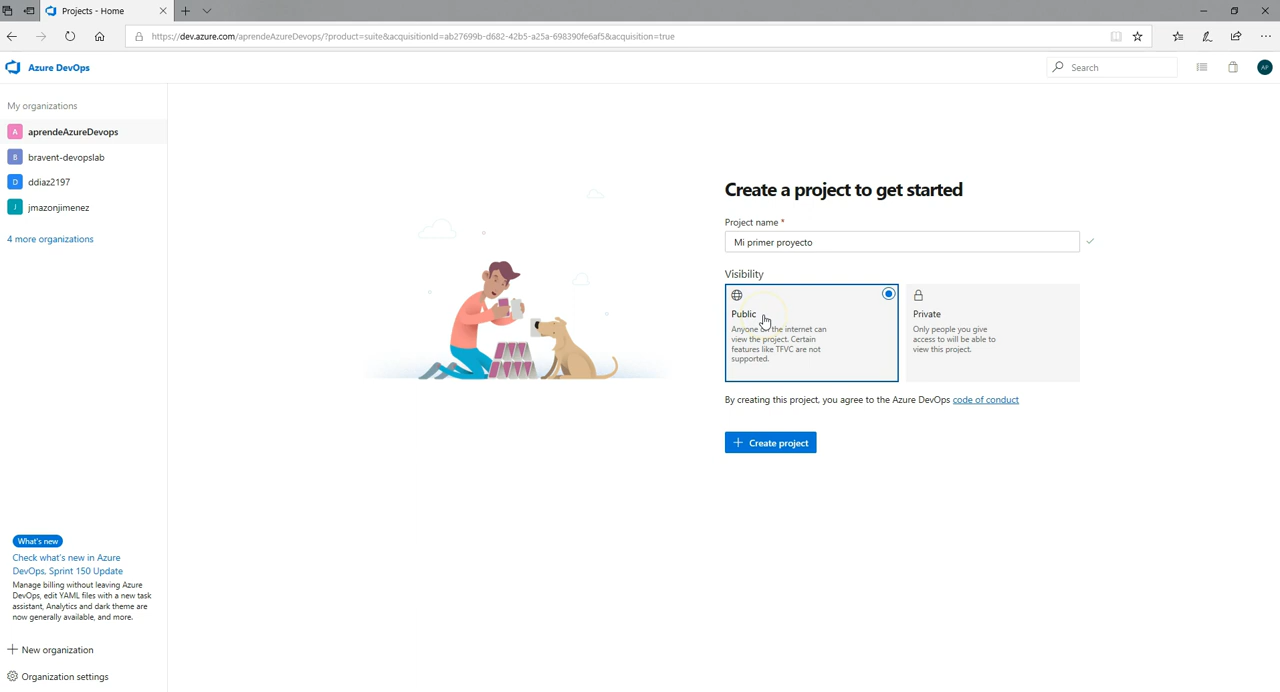 Projects - Home
https://dev.azure.com/aprendeAzureDevops/?product=suite&acquisitionId=ab27699b-d682-42b5-a25a-698390fe6af5&acquisition=true
Azure DevOps
Search
AP
My organizations
A aprendeAzureDevops
B bravent-devopslab
D ddiaz2197
J jmazonjimenez
4 more organizations
Create a project to get started
Project name *
Mi primer proyecto
Visibility
Public
Anyone on the internet can
view the project. Certain
features like TFVC are not
supported.
Private
Only people you give
access to will be able to
view this project.
By creating this project, you agree to the Azure DevOps code of conduct
+ Create project
What's new
Check what's new in Azure
DevOps, Sprint 150 Update
Manage billing without leaving Azure
DevOps, edit YAML files with a new task
assistant, Analytics and dark theme are
now generally available, and more.
+ New organization
Organization settings